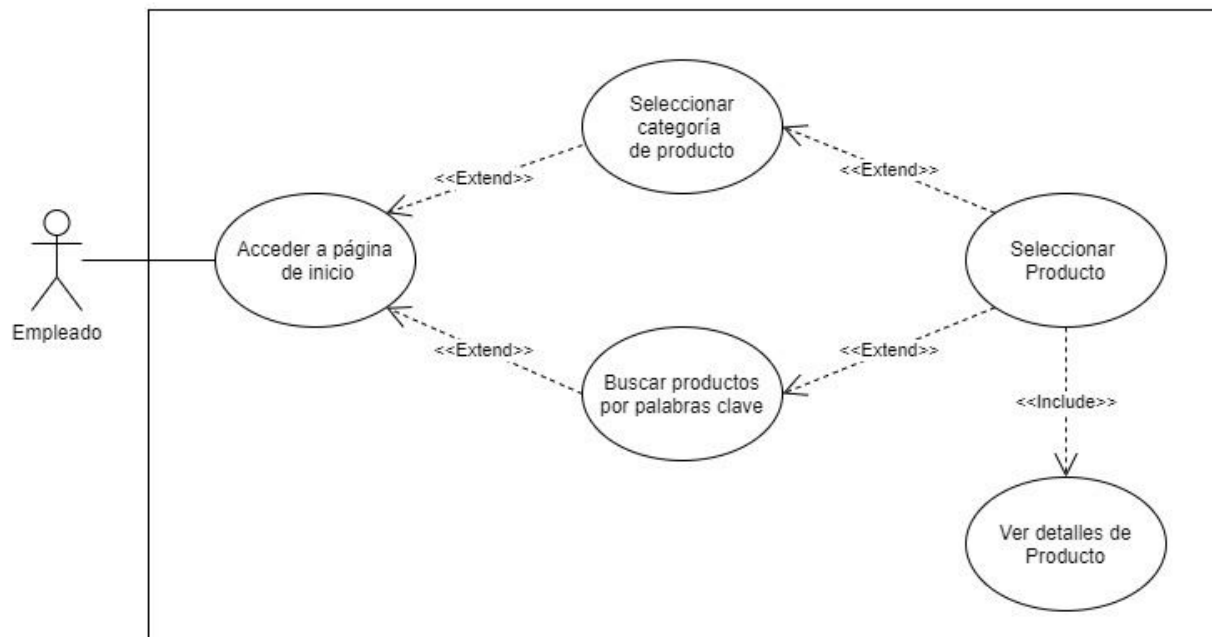 Seleccionar
categoría
de producto
<<Extend>>
<<Extend>>
Acceder a página
de inicio
Seleccionar
Producto
Empleado
<<Extend>>
<<Extend>>
Buscar productos
por palabras clave
<<Include>>
Ver detalles de
Producto